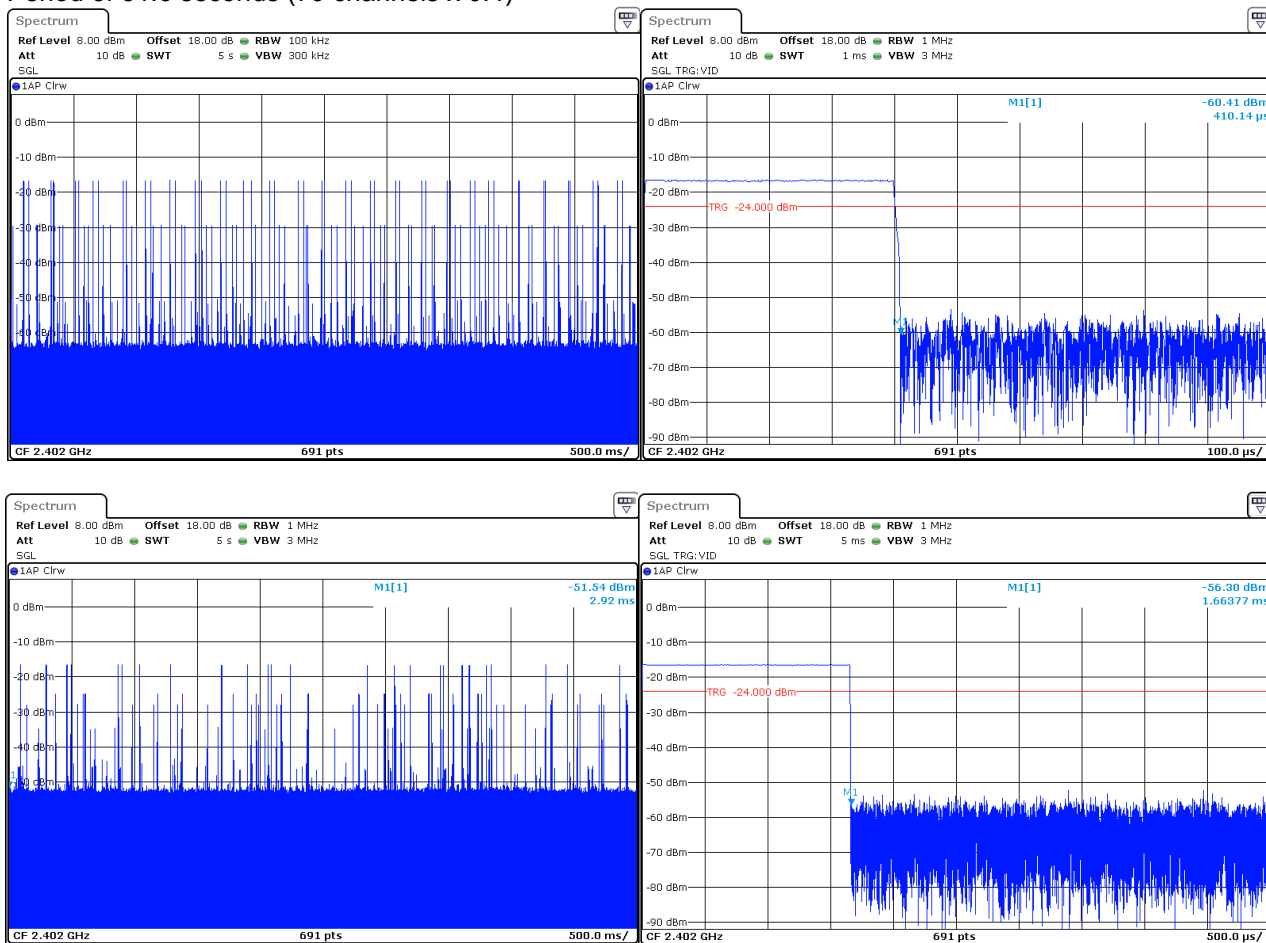 Period of 31.6 seconds (79 channels x 0.4)
Spectrum
Ref Level 8.00 dBm Offset 18.00 dB RBW 100 kHz
Att 10 dB SWT 5 s VBW 300 kHz
SGL
1AP Clrw
0 dBm
-10 dBm
-20 dBm
-30 dBm
-40 dBm
-50 dBm
-60 dBm
CF 2.402 GHz 691 pts 500.0 ms/
Spectrum
Ref Level 8.00 dBm Offset 18.00 dB RBW 1 MHz
Att 10 dB SWT 1 ms VBW 3 MHz
SGL TRG:VID
1AP Clrw
M1[1] -60.41 dBm
410.14 µs
0 dBm
-10 dBm
-20 dBm
TRG -24.000 dBm
-30 dBm
-40 dBm
-50 dBm
M1
-60 dBm
-70 dBm
-80 dBm
-90 dBm
CF 2.402 GHz 691 pts 100.0 µs/
Spectrum
Ref Level 8.00 dBm Offset 18.00 dB RBW 1 MHz
Att 10 dB SWT 5 s VBW 3 MHz
SGL
1AP Clrw
M1[1] -51.54 dBm
2.92 ms
0 dBm
-10 dBm
-20 dBm
-30 dBm
-40 dBm
-50 dBm
CF 2.402 GHz 691 pts 500.0 ms/
Spectrum
Ref Level 8.00 dBm Offset 18.00 dB RBW 1 MHz
Att 10 dB SWT 5 ms VBW 3 MHz
SGL TRG:VID
1AP Clrw
M1[1] -56.30 dBm
1.66377 ms
0 dBm
-10 dBm
-20 dBm
TRG -24.000 dBm
-30 dBm
-40 dBm
-50 dBm
M1
-60 dBm
-70 dBm
-80 dBm
-90 dBm
CF 2.402 GHz 691 pts 500.0 µs/